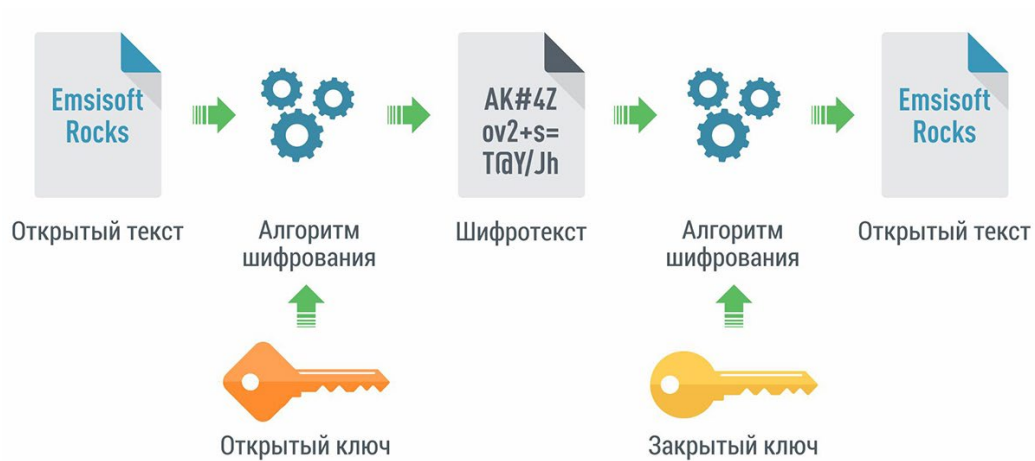 Emsisoft
Rocks
AK#4Z
ov2+s=
T@Y/Jh
Emsisoft
Rocks
Открытый текст
Алгоритм
шифрования
Шифротекст
Алгоритм
шифрования
Открытый текст
Открытый ключ
Закрытый ключ